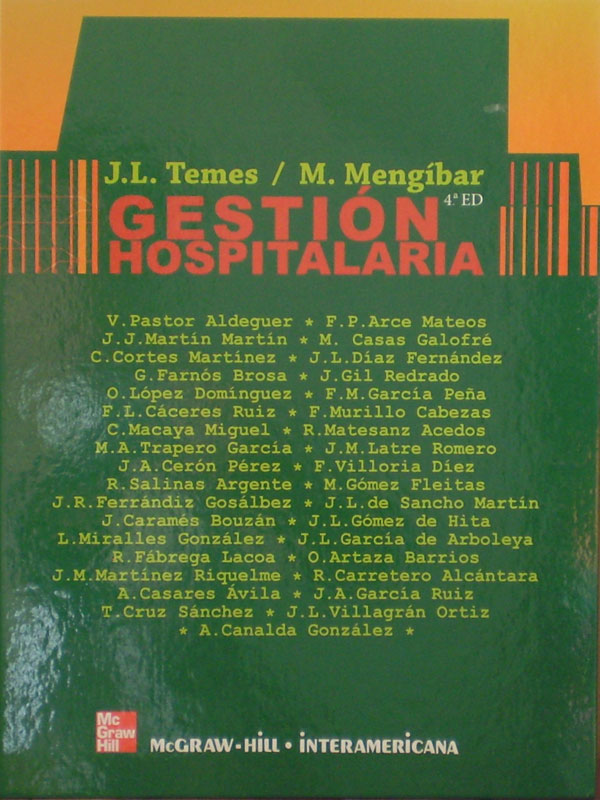 J.L. Temes / M. Mengíbar
4.ª ED
GESTIÓN
HOSPITALARIA
V.Pastor Aldeguer * F.P.Arce Mateos
J.J.Martín Martín * M. Casas Galofré
C.Cortes Martínez * J.L.Díaz Fernández
G.Farnós Brosa * J.Gil Redrado
O.López Domínguez * F.M.García Peña
F.L.Cáceres Ruiz * F.Murillo Cabezas
C.Macaya Miguel * R.Matesanz Acedos
M.A.Trapero García * J.M.Latre Romero
J.A.Cerón Pérez * F.Villoria Díez
R.Salinas Argente * M.Gómez Fleitas
J.R.Ferrándiz Gosálbez * J.L.de Sancho Martín
J.Caramés Bouzán * J.L.Gómez de Hita
L.Miralles González * J.L.García de Arboleya
R.Fábrega Lacoa * O.Artaza Barrios
J.M.Martínez Riquelme * R.Carretero Alcántara
A.Casares Ávila * J.A.García Ruiz
T.Cruz Sánchez * J.L.Villagrán Ortiz
* A.Canalda González *
Mc
Graw
Hill
McGRAW-HiLL • iNTERAMERiCANA